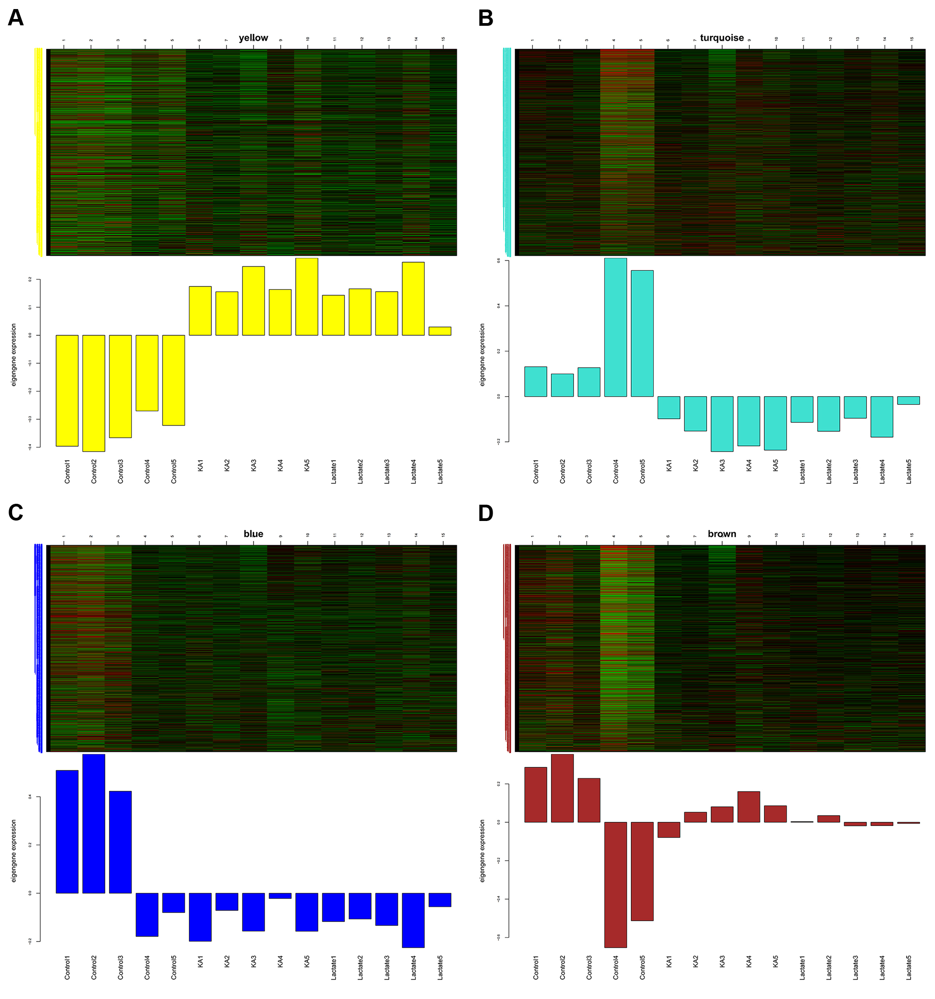 A
yellow
1 2 3 4 5 6 7 9 10 11 12 13 14 15
eigengene expression
0.2
0.1
0.0
-0.1
-0.2
-0.3
-0.4
Control1 Control2 Control3 Control4 Control5 KA1 KA2 KA3 KA4 KA5 Lactate1 Lactate2 Lactate3 Lactate4 Lactate5
B
turquoise
1 2 3 4 5 6 7 9 10 11 12 13 14 15
eigengene expression
0.6
0.4
0.2
0.0
-0.2
Control1 Control2 Control3 Control4 Control5 KA1 KA2 KA3 KA4 KA5 Lactate1 Lactate2 Lactate3 Lactate4 Lactate5
C
blue
1 2 3 4 5 6 7 9 10 11 12 13 14 15
eigengene expression
0.4
0.2
0.0
-0.2
Control1 Control2 Control3 Control4 Control5 KA1 KA2 KA3 KA4 KA5 Lactate1 Lactate2 Lactate3 Lactate4 Lactate5
D
brown
1 2 3 4 5 6 7 9 10 11 12 13 14 15
eigengene expression
0.2
0.0
-0.2
-0.4
-0.6
Control1 Control2 Control3 Control4 Control5 KA1 KA2 KA3 KA4 KA5 Lactate1 Lactate2 Lactate3 Lactate4 Lactate5